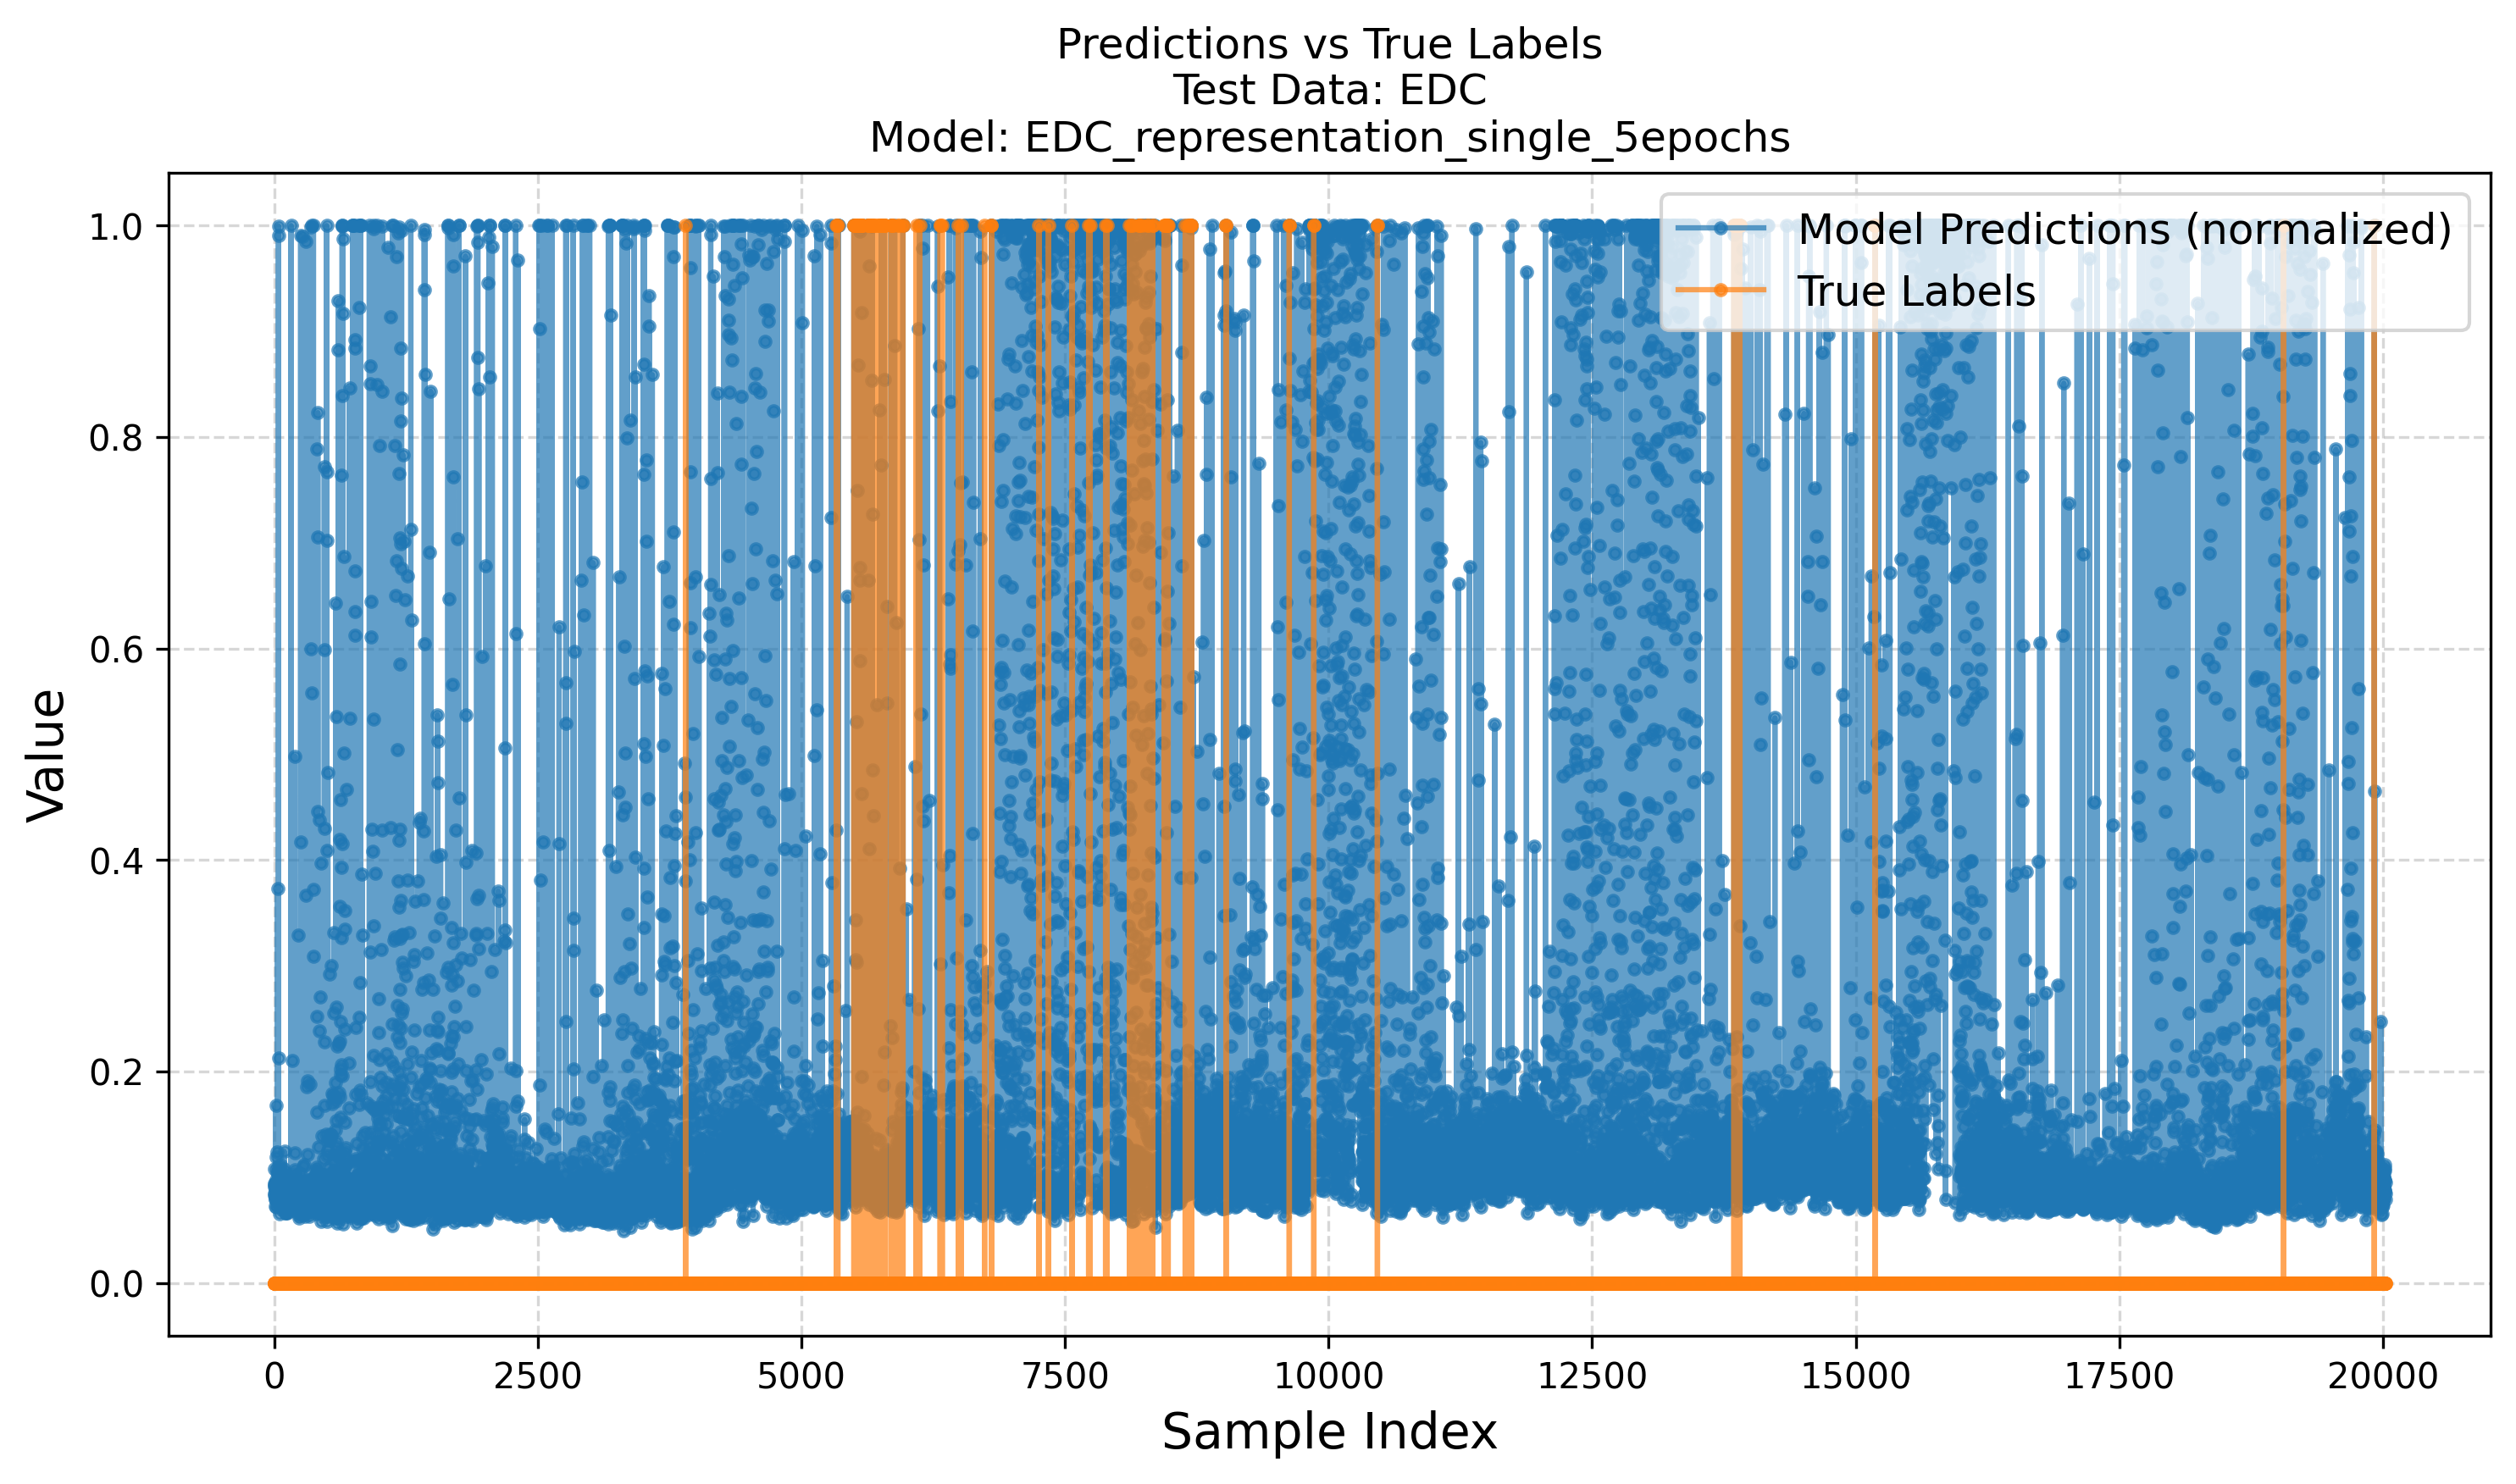 Predictions vs True Labels
Test Data: EDC
Model: EDC_representation_single_5epochs
Model Predictions (normalized)
True Labels
Value
1.0
0.8
0.6
0.4
0.2
0.0
0 2500 5000 7500 10000 12500 15000 17500 20000
Sample Index